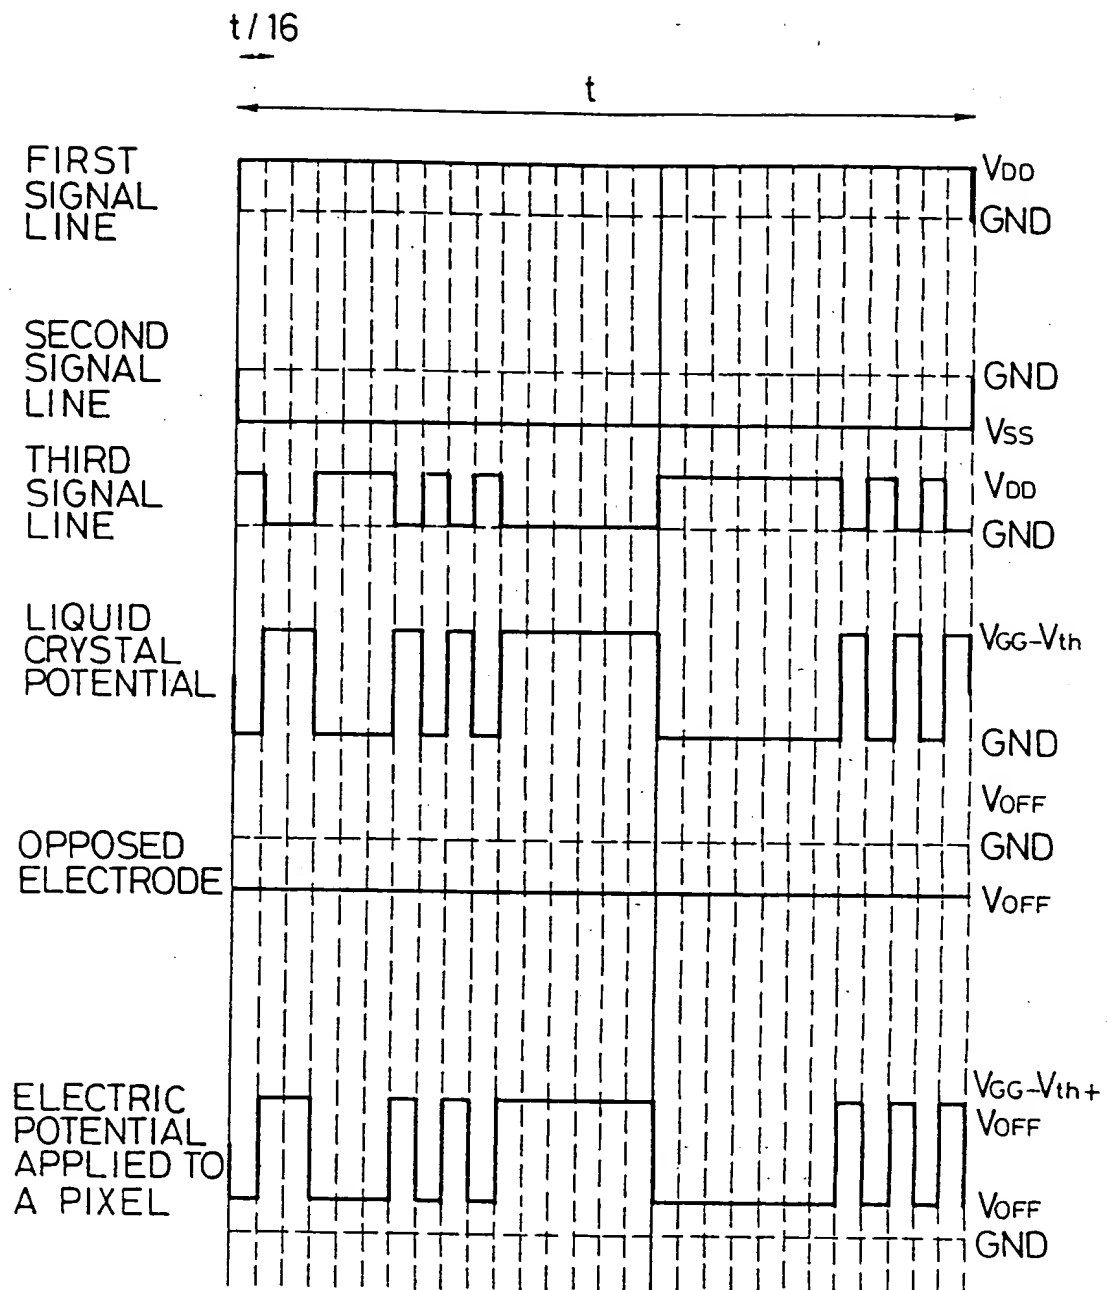 t/16
t
FIRST
SIGNAL
LINE
VDD
GND
SECOND
SIGNAL
LINE
GND
VSS
THIRD
SIGNAL
LINE
VDD
GND
LIQUID
CRYSTAL
POTENTIAL
VGG-Vth
GND
VOFF
OPPOSED
ELECTRODE
GND
VOFF
ELECTRIC
POTENTIAL
APPLIED TO
A PIXEL
VGG-Vth+
VOFF
VOFF
GND